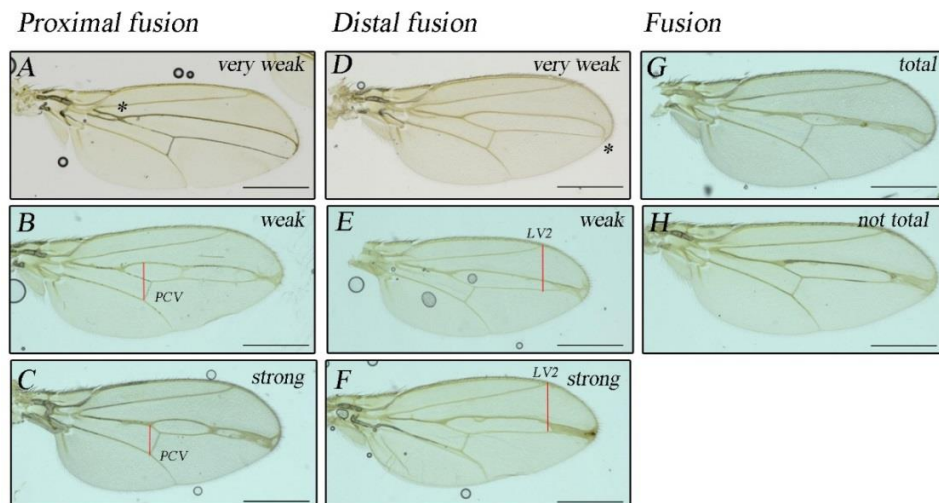 Proximal fusion Distal fusion Fusion
A very weak D very weak G total
*
*
B weak E weak H not total
LV2
PCV
C strong F strong
LV2
PCV